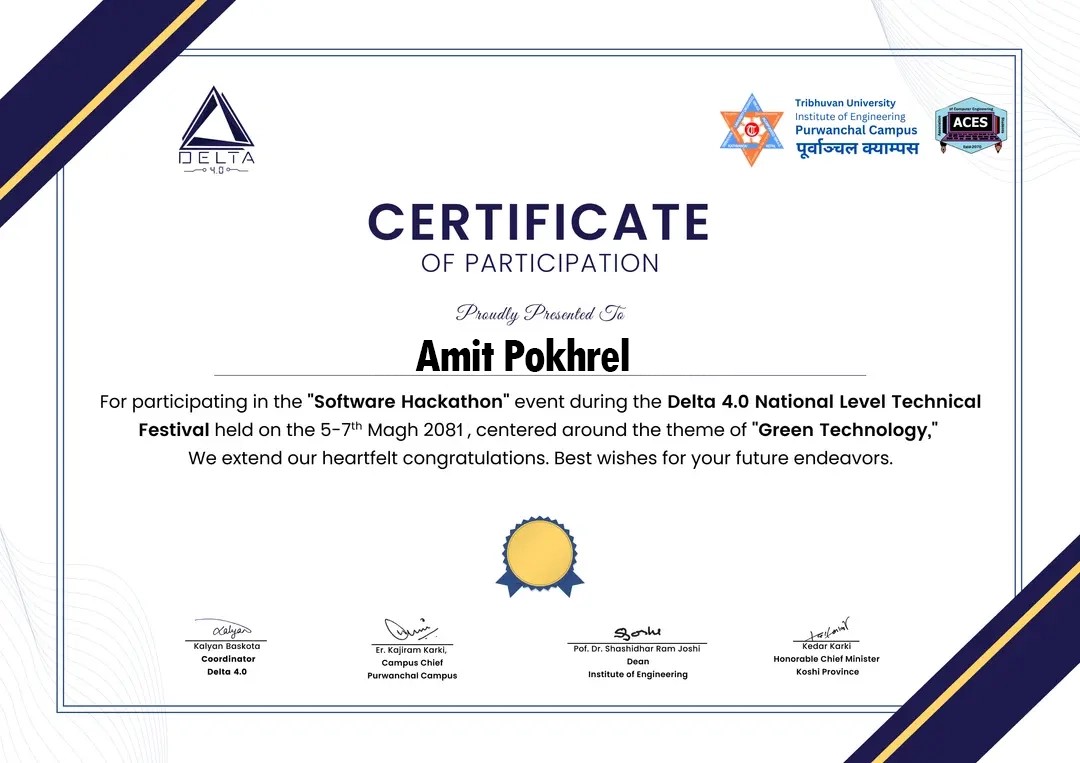 DELTA
4.0
Tribhuvan University
Institute of Engineering
Purwanchal Campus
पूर्वाञ्चल क्याम्पस
of Computer Engineering
ACES
CERTIFICATE
OF PARTICIPATION
Proudly Presented To
Amit Pokhrel
For participating in the "Software Hackathon" event during the Delta 4.0 National Level Technical
Festival held on the 5-7th Magh 2081 , centered around the theme of "Green Technology,"
We extend our heartfelt congratulations. Best wishes for your future endeavors.
Kalyan Baskota
Coordinator
Delta 4.0
Er. Kajiram Karki,
Campus Chief
Purwanchal Campus
Pof. Dr. Shashidhar Ram Joshi
Dean
Institute of Engineering
Kedar Karki
Honorable Chief Minister
Koshi Province